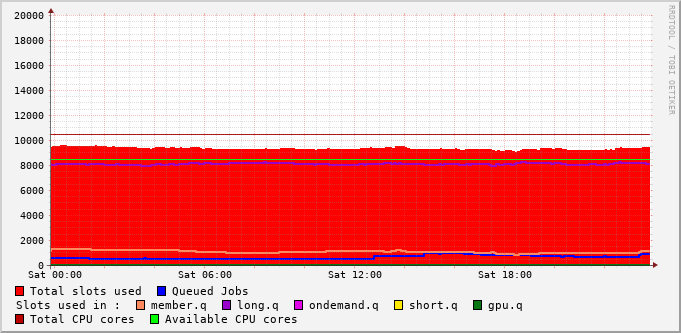 20000
18000
16000
14000
12000
10000
8000
6000
4000
2000
0
Sat 00:00 Sat 06:00 Sat 12:00 Sat 18:00
Total slots used Queued Jobs
Slots used in : member.q long.q ondemand.q short.q gpu.q
Total CPU cores Available CPU cores
RRDTOOL / TOBI OETIKER